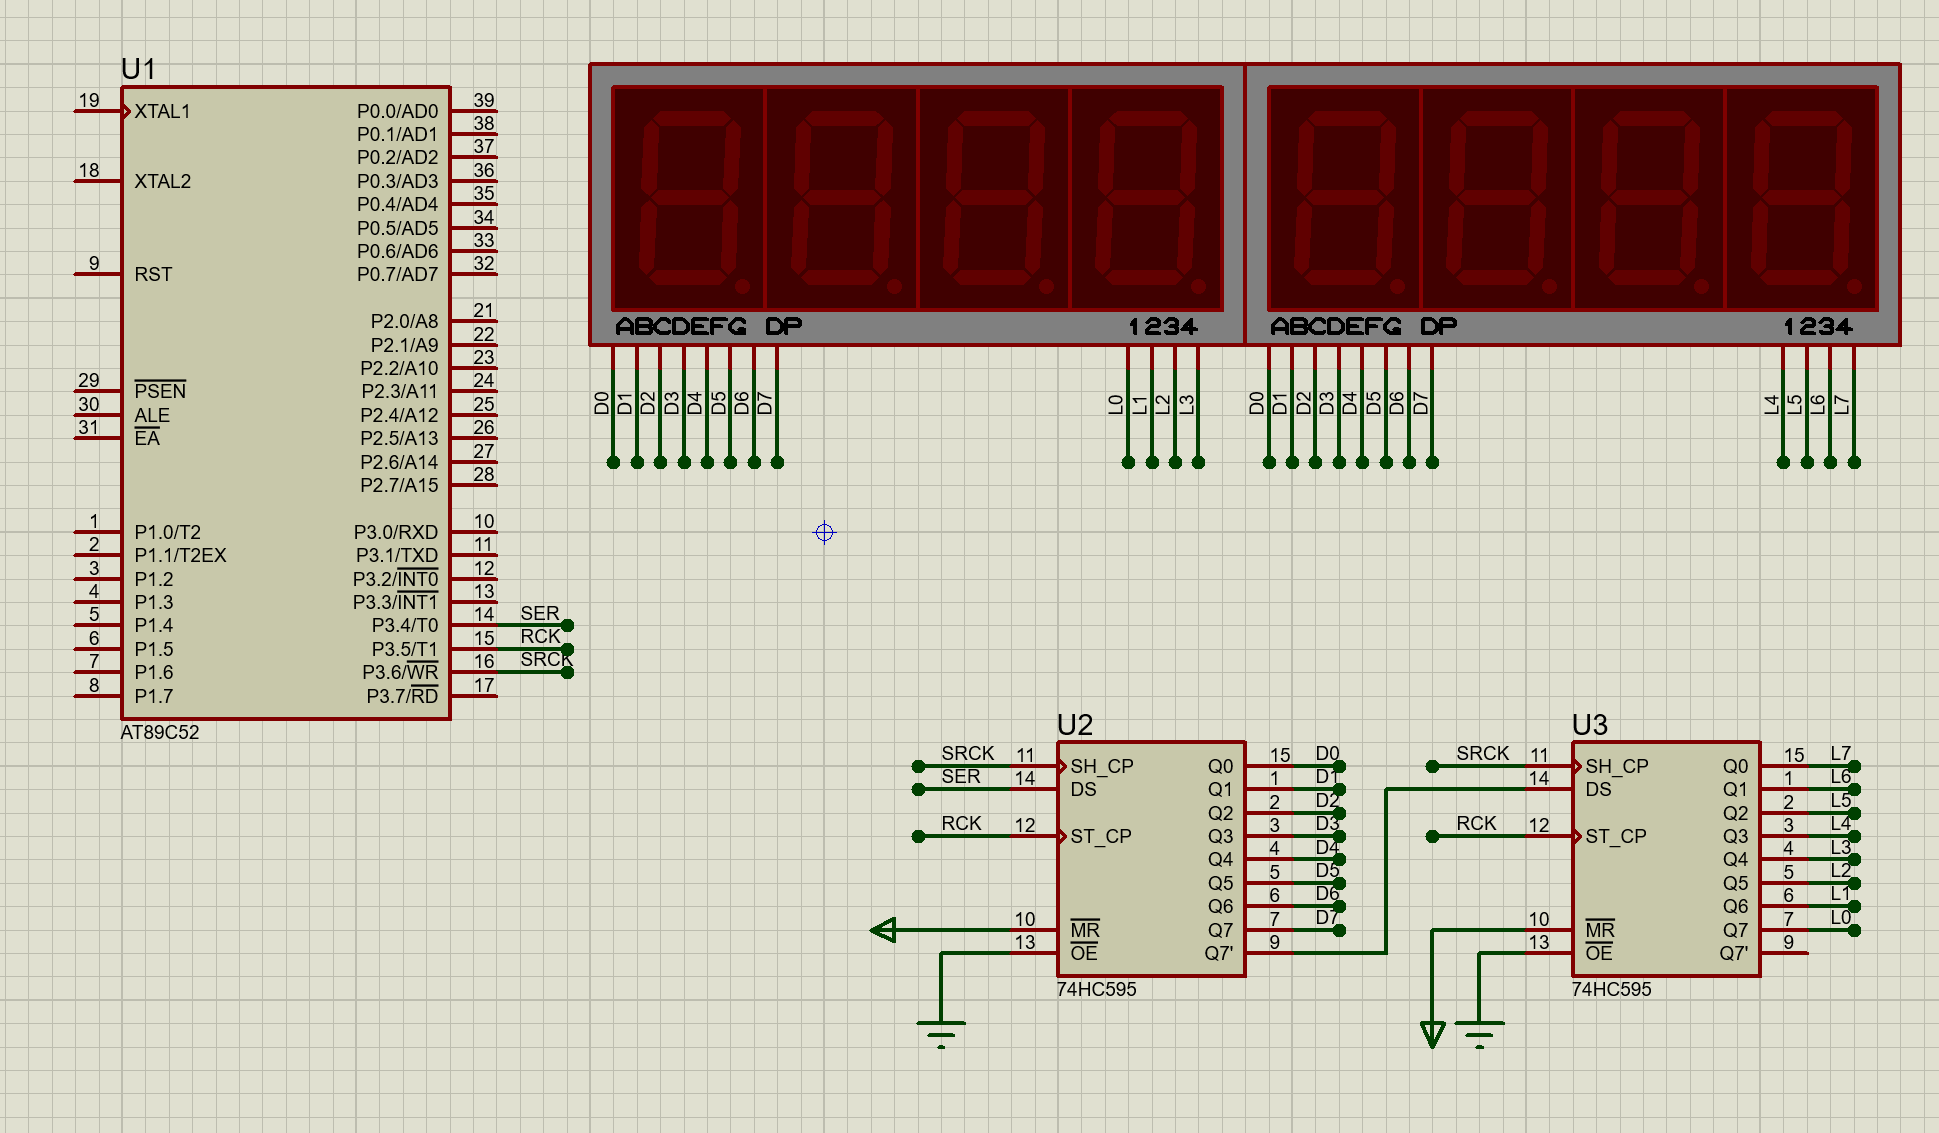 U1
19 XTAL1 P0.0/AD0 39
P0.1/AD1 38
P0.2/AD2 37
18 XTAL2 P0.3/AD3 36
P0.4/AD4 35
P0.5/AD5 34
P0.6/AD6 33
9 RST P0.7/AD7 32
P2.0/A8 21
P2.1/A9 22
P2.2/A10 23
29 PSEN P2.3/A11 24
30 ALE P2.4/A12 25
31 EA P2.5/A13 26
P2.6/A14 27
P2.7/A15 28
1 P1.0/T2 P3.0/RXD 10
2 P1.1/T2EX P3.1/TXD 11
3 P1.2 P3.2/INT0 12
4 P1.3 P3.3/INT1 13
5 P1.4 P3.4/T0 14 SER
6 P1.5 P3.5/T1 15 RCK
7 P1.6 P3.6/WR 16 SRCK
8 P1.7 P3.7/RD 17
AT89C52
ABCDEFG DP 1234 ABCDEFG DP 1234
D0 D1 D2 D3 D4 D5 D6 D7 L0 L1 L2 L3 D0 D1 D2 D3 D4 D5 D6 D7 L4 L5 L6 L7
U2
SRCK 11 SH_CP Q0 15 D0
SER 14 DS Q1 1 D1
Q2 2 D2
RCK 12 ST_CP Q3 3 D3
Q4 4 D4
Q5 5 D5
Q6 6 D6
10 MR Q7 7 D7
13 OE Q7' 9
74HC595
U3
SRCK 11 SH_CP Q0 15 L7
14 DS Q1 1 L6
Q2 2 L5
RCK 12 ST_CP Q3 3 L4
Q4 4 L3
Q5 5 L2
Q6 6 L1
10 MR Q7 7 L0
13 OE Q7' 9
74HC595